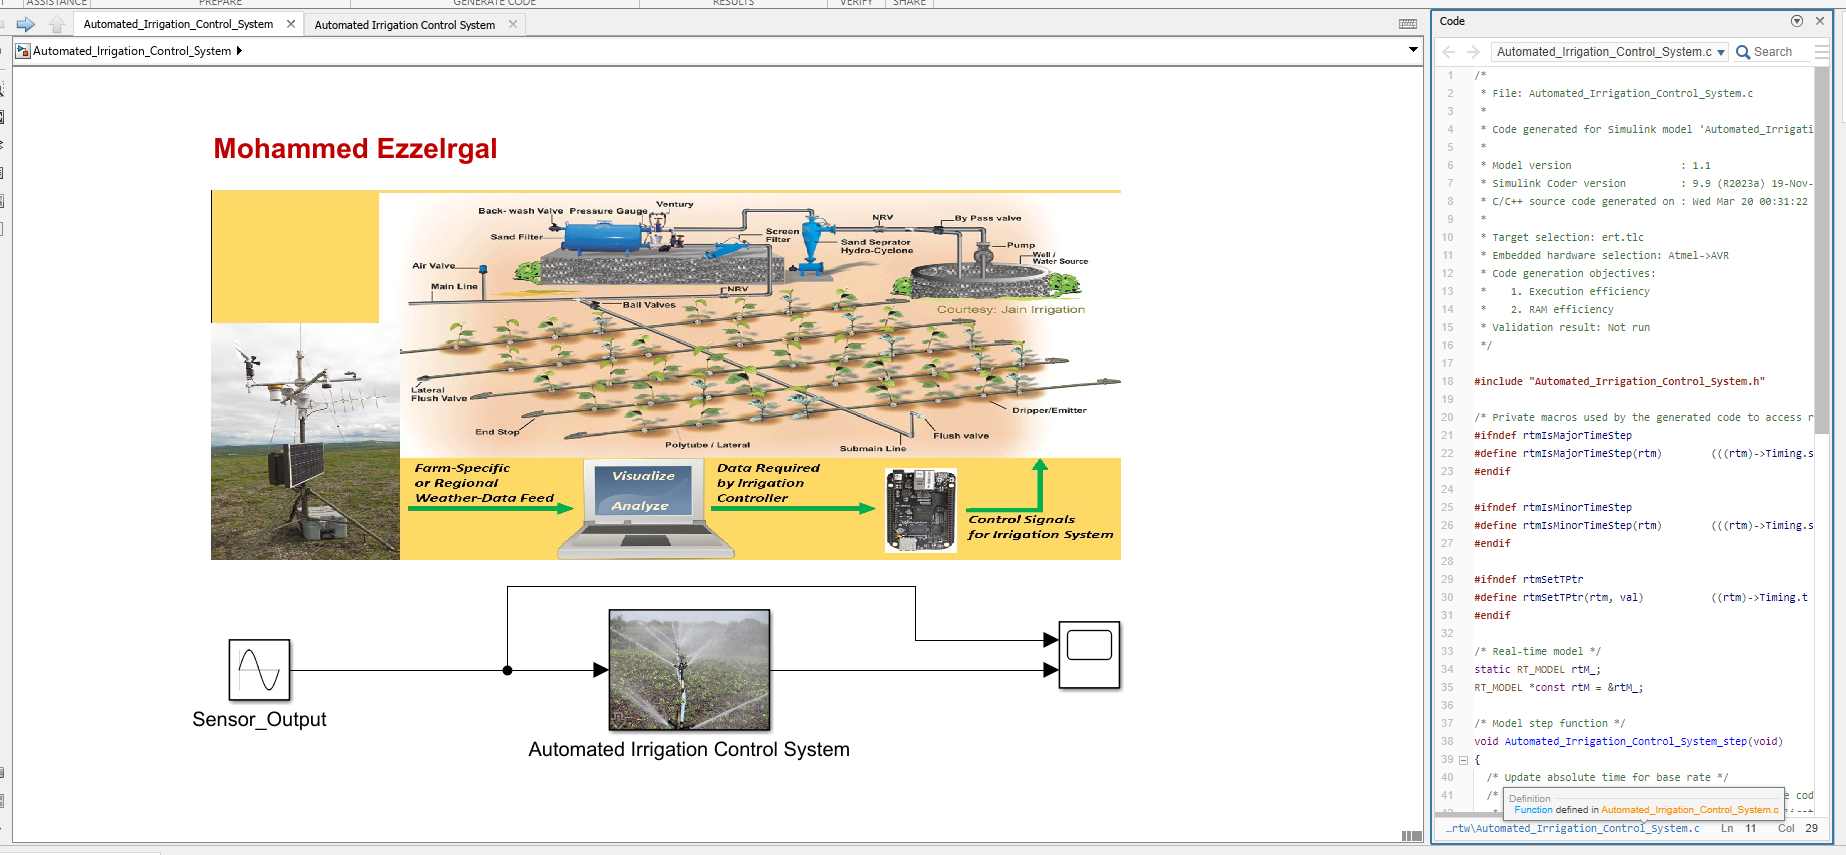 ASSISTANCE
PREPARE
GENERATE CODE
RESULTS
VERIFY
SHARE
Automated_Irrigation_Control_System
Automated Irrigation Control System
Automated_Irrigation_Control_System
Mohammed Ezzelrgal
Ventury
Back- wash Valve Pressure Gauge
NRV
By Pass valve
Sand Filter
Screen
Filter
Sand Seprator
Hydro-Cyclone
Pump
Well /
Water Source
Air Valve
Main Line
NRV
Ball Valves
Courtesy: Jain Irrigation
Lateral
Flush Valve
Dripper/Emitter
End Stop
Flush valve
Polytube / Lateral
Submain Line
Farm-Specific
or Regional
Weather-Data Feed
Visualize
Analyze
Data Required
by Irrigation
Controller
Control Signals
for Irrigation System
Sensor_Output
Automated Irrigation Control System
Code
Automated_Irrigation_Control_System.c
Search
1 /*
2 * File: Automated_Irrigation_Control_System.c
3 *
4 * Code generated for Simulink model 'Automated_Irrigati
5 *
6 * Model version : 1.1
7 * Simulink Coder version : 9.9 (R2023a) 19-Nov-
8 * C/C++ source code generated on : Wed Mar 20 00:31:22
9 *
10 * Target selection: ert.tlc
11 * Embedded hardware selection: Atmel->AVR
12 * Code generation objectives:
13 * 1. Execution efficiency
14 * 2. RAM efficiency
15 * Validation result: Not run
16 */
17
18 #include "Automated_Irrigation_Control_System.h"
19
20 /* Private macros used by the generated code to access r
21 #ifndef rtmIsMajorTimeStep
22 #define rtmIsMajorTimeStep(rtm) (((rtm)->Timing.s
23 #endif
24
25 #ifndef rtmIsMinorTimeStep
26 #define rtmIsMinorTimeStep(rtm) (((rtm)->Timing.s
27 #endif
28
29 #ifndef rtmSetTPtr
30 #define rtmSetTPtr(rtm, val) ((rtm)->Timing.t
31 #endif
32
33 /* Real-time model */
34 static RT_MODEL rtM_;
35 RT_MODEL *const rtM = &rtM_;
36
37 /* Model step function */
38 void Automated_Irrigation_Control_System_step(void)
39 {
40 /* Update absolute time for base rate */
41 /* e cod
Definition
Function defined in Automated_Irrigation_Control_System.c
...rtw\Automated_Irrigation_Control_System.c Ln 11 Col 29